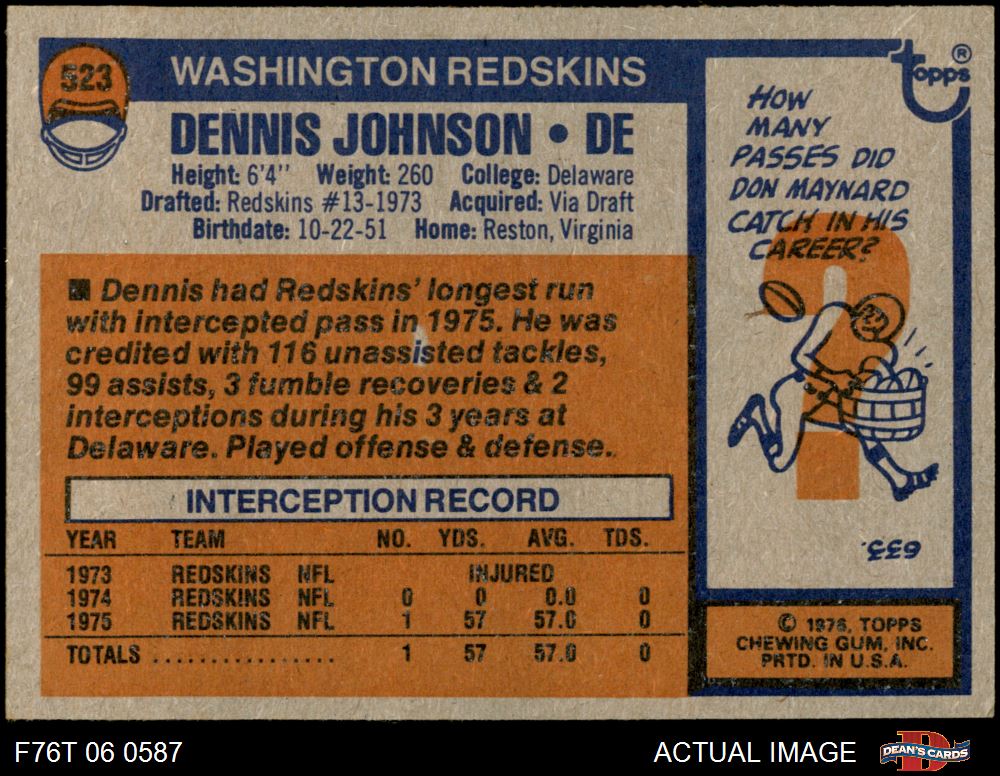 523
WASHINGTON REDSKINS
DENNIS JOHNSON • DE
Height: 6'4'' Weight: 260 College: Delaware
Drafted: Redskins #13-1973 Acquired: Via Draft
Birthdate: 10-22-51 Home: Reston, Virginia
■ Dennis had Redskins' longest run
with intercepted pass in 1975. He was
credited with 116 unassisted tackles,
99 assists, 3 fumble recoveries & 2
interceptions during his 3 years at
Delaware. Played offense & defense.
INTERCEPTION RECORD
YEAR TEAM NO. YDS. AVG. TDS.
1973 REDSKINS NFL INJURED
1974 REDSKINS NFL 0 0 0.0 0
1975 REDSKINS NFL 1 57 57.0 0
TOTALS ................ 1 57 57.0 0
Topps ®
HOW
MANY
PASSES DID
DON MAYNARD
CATCH IN HIS
CAREER?
?
633.
© 1976, TOPPS
CHEWING GUM, INC.
PRTD. IN U.S.A.
F76T 06 0587
ACTUAL IMAGE
DEAN'S CARDS